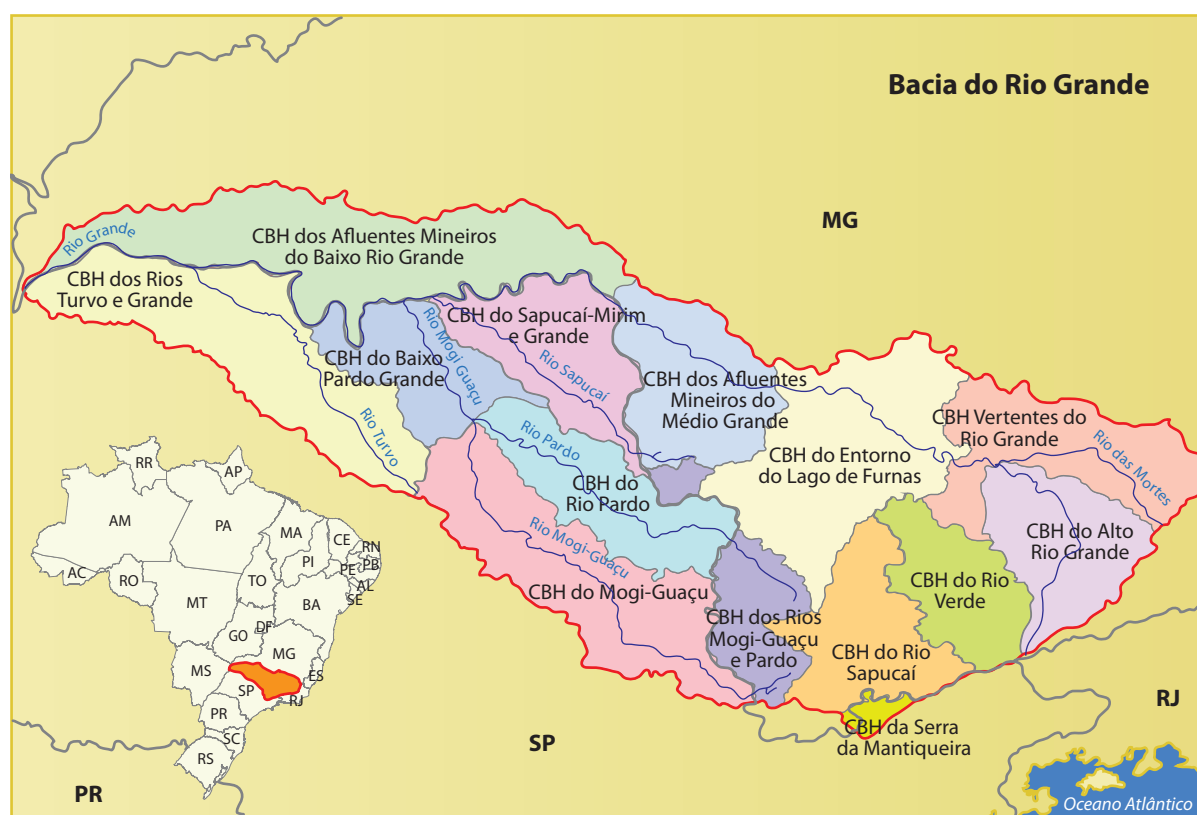 Bacia do Rio Grande
MG
Rio Grande
CBH dos Afluentes Mineiros
do Baixo Rio Grande
CBH dos Rios
Turvo e Grande
CBH do Sapucaí-Mirim
e Grande
CBH do Baixo
Pardo Grande
Rio Mogi Guaçu
Rio Sapucaí
CBH dos Afluentes
Mineiros do
Médio Grande
Rio Turvo
Rio Pardo
CBH Vertentes do
Rio Grande
Rio das Mortes
CBH do Entorno
do Lago de Furnas
CBH do
Rio Pardo
CBH do Alto
Rio Grande
Rio Mogi-Guaçu
CBH do Mogi-Guaçu
CBH do Rio
Verde
CBH dos Rios
Mogi-Guaçu
e Pardo
CBH do Rio
Sapucaí
CBH da Serra
da Mantiqueira
RR
AP
AM
PA
MA
CE
RN
PB
PE
PI
AL
SE
AC
RO
TO
MT
BA
DF
GO
MG
MS
ES
SP
RJ
PR
SC
RS
SP
RJ
PR
Oceano Atlântico